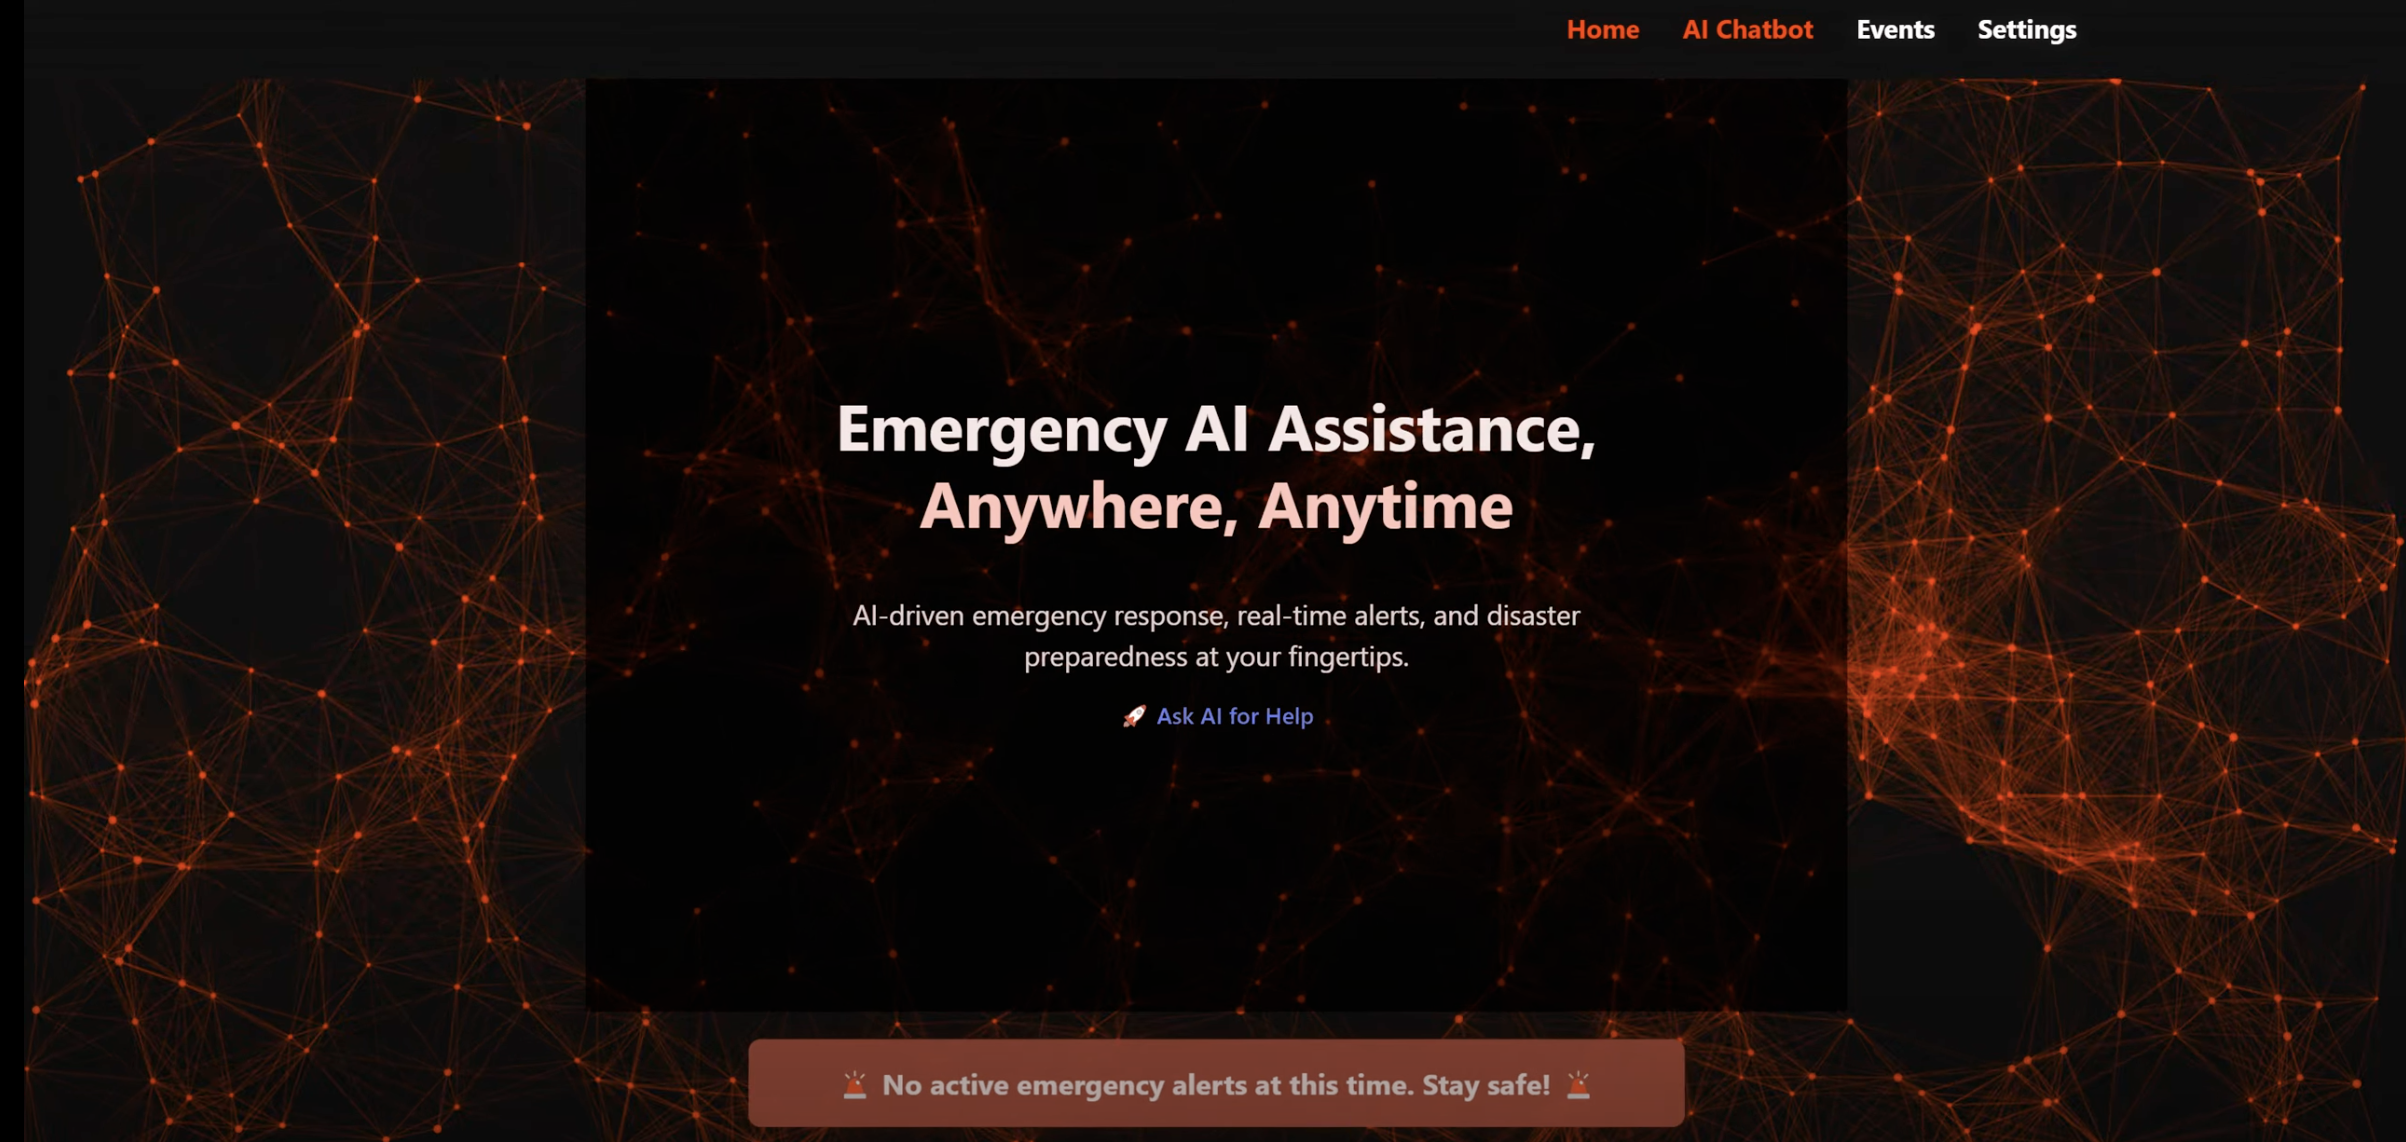 Home AI Chatbot Events Settings
Emergency AI Assistance,
Anywhere, Anytime
AI-driven emergency response, real-time alerts, and disaster
preparedness at your fingertips.
🚀 Ask AI for Help
🚨 No active emergency alerts at this time. Stay safe! 🚨